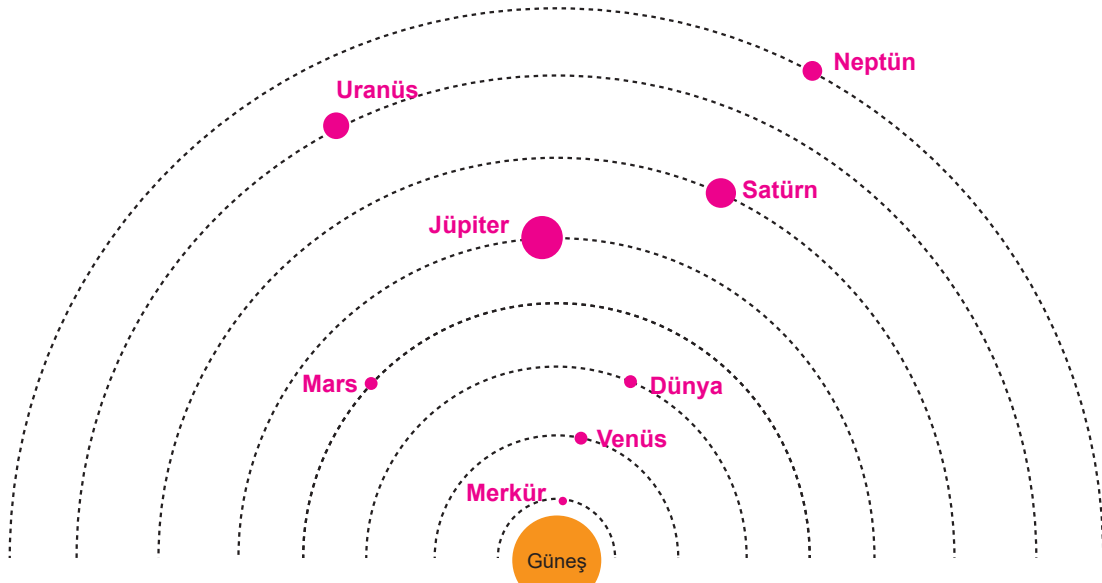 Neptün
Uranüs
Satürn
Jüpiter
Mars
Dünya
Venüs
Merkür
Güneş